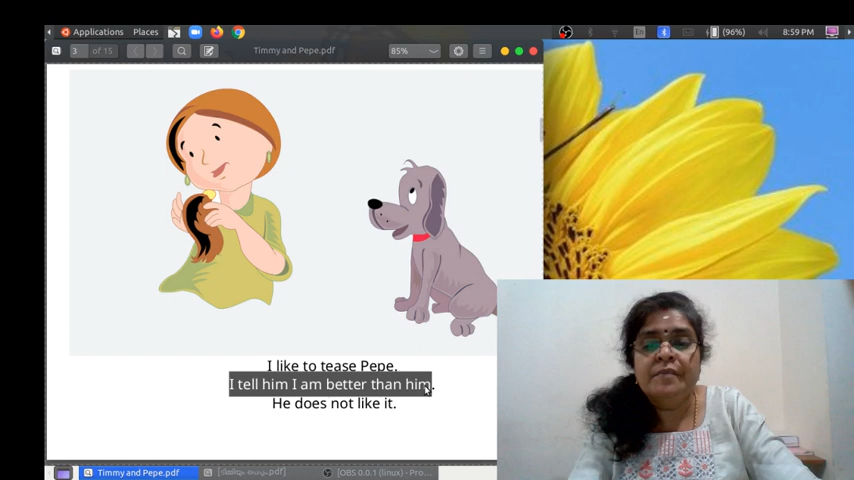 Applications Places En (96%) 8:59 PM
3 of 15 Timmy and Pepe.pdf 85%
I like to tease Pepe.
I tell him I am better than him.
He does not like it.
Timmy and Pepe.pdf [OBS 0.0.1 (linux) - Pro...